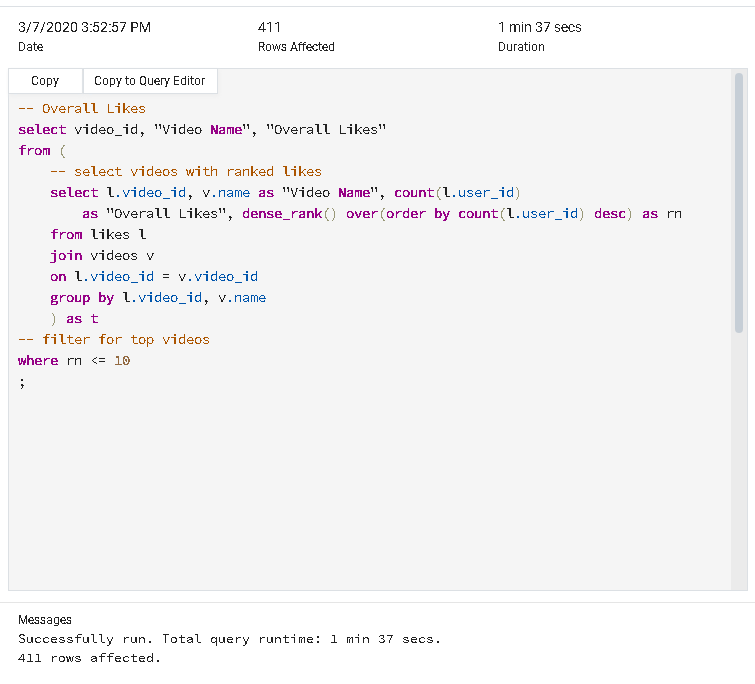 3/7/2020 3:52:57 PM 411 1 min 37 secs
Date Rows Affected Duration
Copy Copy to Query Editor
-- Overall Likes
select video_id, "Video Name", "Overall Likes"
from (
-- select videos with ranked likes
select l.video_id, v.name as "Video Name", count(l.user_id)
as "Overall Likes", dense_rank() over(order by count(l.user_id) desc) as rn
from likes l
join videos v
on l.video_id = v.video_id
group by l.video_id, v.name
) as t
-- filter for top videos
where rn <= 10
;
Messages
Successfully run. Total query runtime: 1 min 37 secs.
411 rows affected.